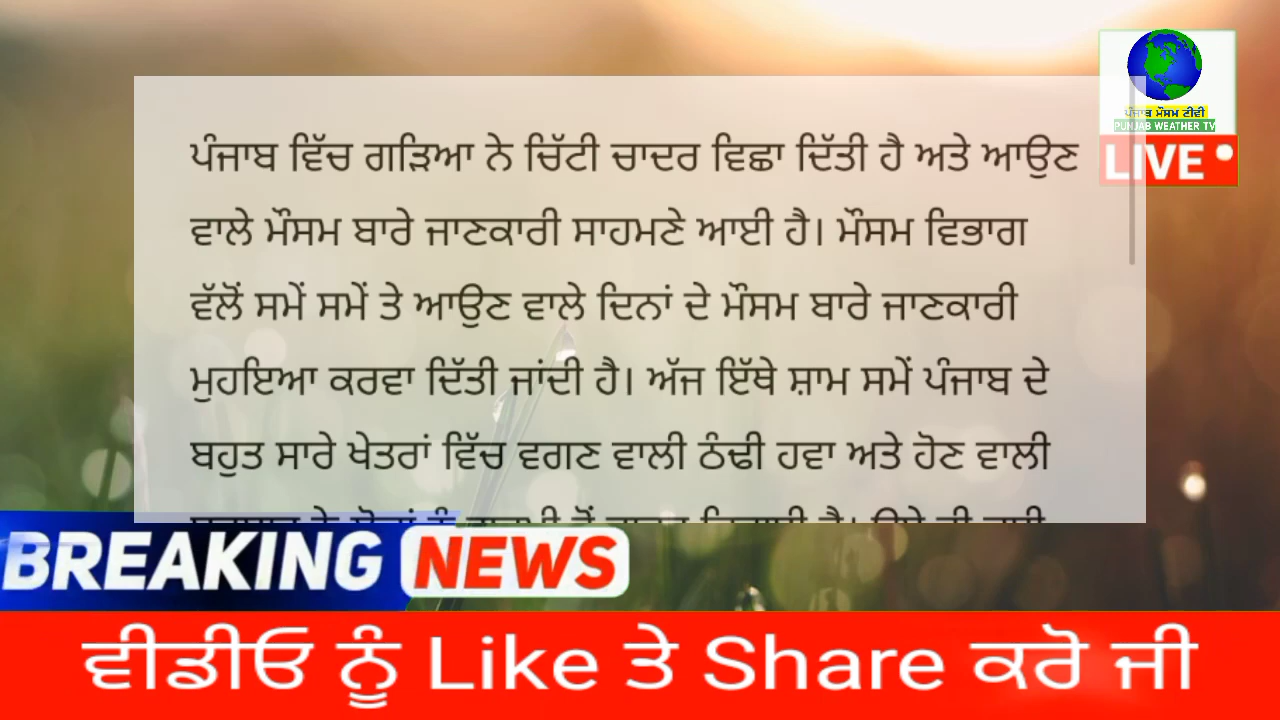 ਪੰਜਾਬ ਮੌਸਮ ਟੀਵੀ
PUNJAB WEATHER TV
LIVE
ਪੰਜਾਬ ਵਿੱਚ ਗੜਿਆ ਨੇ ਚਿੱਟੀ ਚਾਦਰ ਵਿਛਾ ਦਿੱਤੀ ਹੈ ਅਤੇ ਆਉਣ
ਵਾਲੇ ਮੌਸਮ ਬਾਰੇ ਜਾਣਕਾਰੀ ਸਾਹਮਣੇ ਆਈ ਹੈ। ਮੌਸਮ ਵਿਭਾਗ
ਵੱਲੋਂ ਸਮੇਂ ਸਮੇਂ ਤੇ ਆਉਣ ਵਾਲੇ ਦਿਨਾਂ ਦੇ ਮੌਸਮ ਬਾਰੇ ਜਾਣਕਾਰੀ
ਮੁਹਇਆ ਕਰਵਾ ਦਿੱਤੀ ਜਾਂਦੀ ਹੈ। ਅੱਜ ਇੱਥੇ ਸ਼ਾਮ ਸਮੇਂ ਪੰਜਾਬ ਦੇ
ਬਹੁਤ ਸਾਰੇ ਖੇਤਰਾਂ ਵਿੱਚ ਵਗਣ ਵਾਲੀ ਠੰਢੀ ਹਵਾ ਅਤੇ ਹੋਣ ਵਾਲੀ
BREAKING NEWS
ਵੀਡੀਓ ਨੂੰ Like ਤੇ Share ਕਰੋ ਜੀ